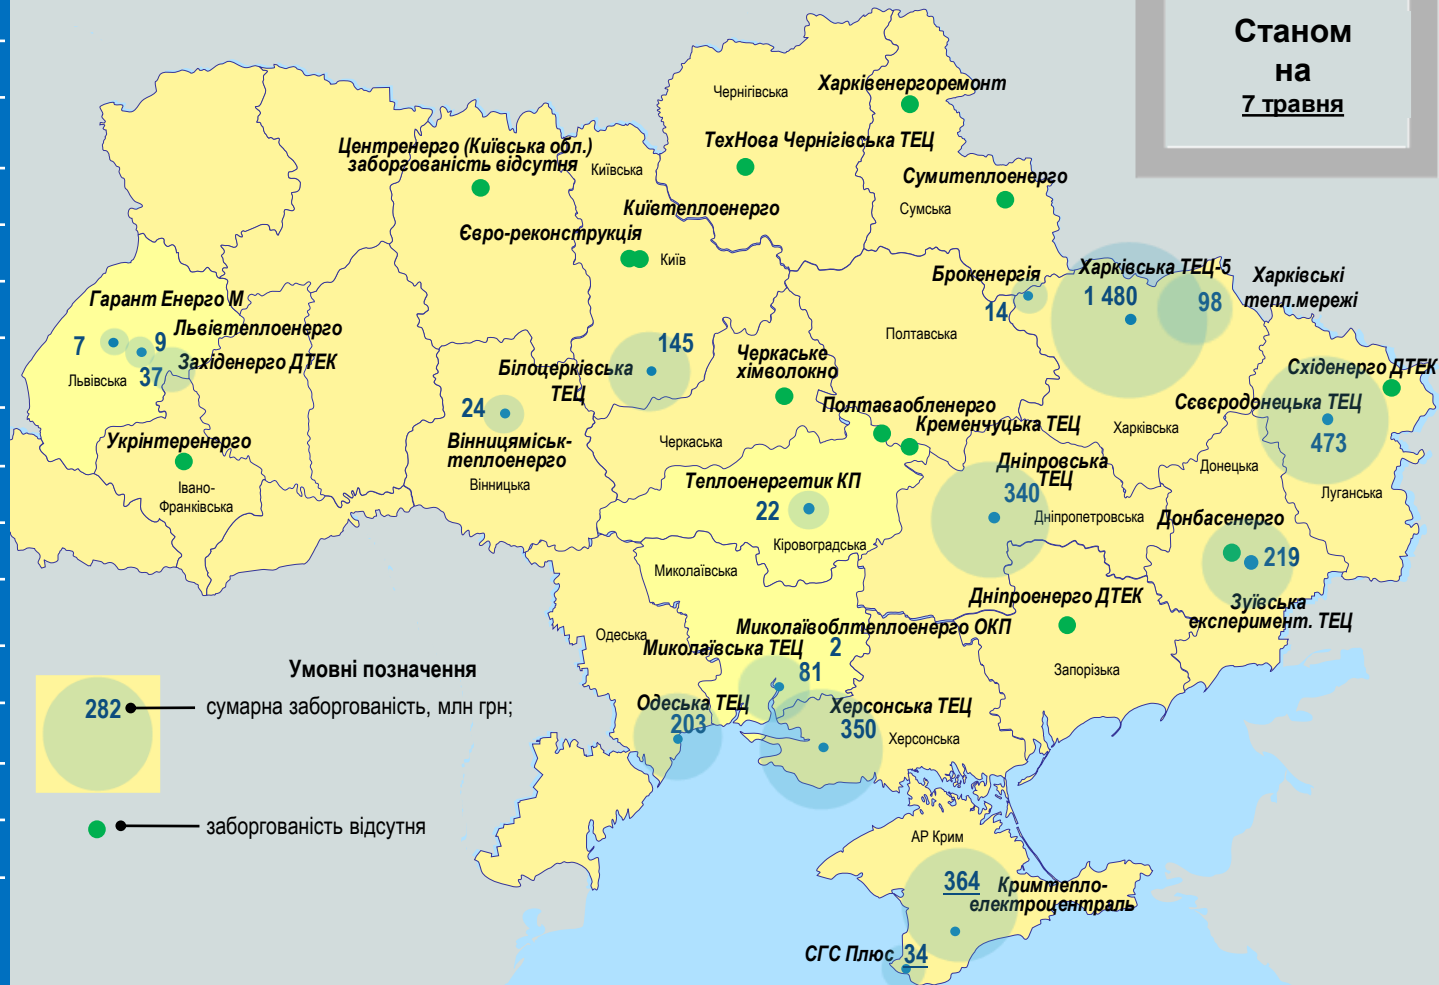 Станом
на
7 травня
Харківенергоремонт
Чернігівська
ТехНова Чернігівська ТЕЦ
Центренерго (Київська обл.)
заборгованість відсутня
Київська
Сумитеплоенерго
Сумська
Київтеплоенерго
Євро-реконструкція
Київ
Брокенергія
14
Харківська ТЕЦ-5
1 480
98
Харківські
тепл.мережі
Гарант Енерго М
7
9
Львівтеплоенерго
Західенерго ДТЕК
Львівська
37
Полтавська
145
Білоцерківська
ТЕЦ
Черкаське
хімволокно
Східенерго ДТЕК
Сєвєродонецька ТЕЦ
473
24
Вінницяміськ-
теплоенерго
Вінницька
Полтаваобленерго
Кременчуцька ТЕЦ
Харківська
Черкаська
Укрінтеренерго
Івано-
Франківська
Дніпровська
ТЕЦ
340
Дніпропетровська
Донецька
Луганська
Теплоенергетик КП
22
Кіровоградська
Донбасенерго
219
Зуївська
експеримент. ТЕЦ
Миколаївська
Дніпроенерго ДТЕК
Запорізька
Одеська
Миколаївоблтеплоенерго ОКП
2
Миколаївська ТЕЦ
81
Одеська ТЕЦ
203
Херсонська ТЕЦ
350
Херсонська
Умовні позначення
282
сумарна заборгованість, млн грн;
заборгованість відсутня
АР Крим
364
Кримтепло-
електроцентраль
СГС Плюс
34